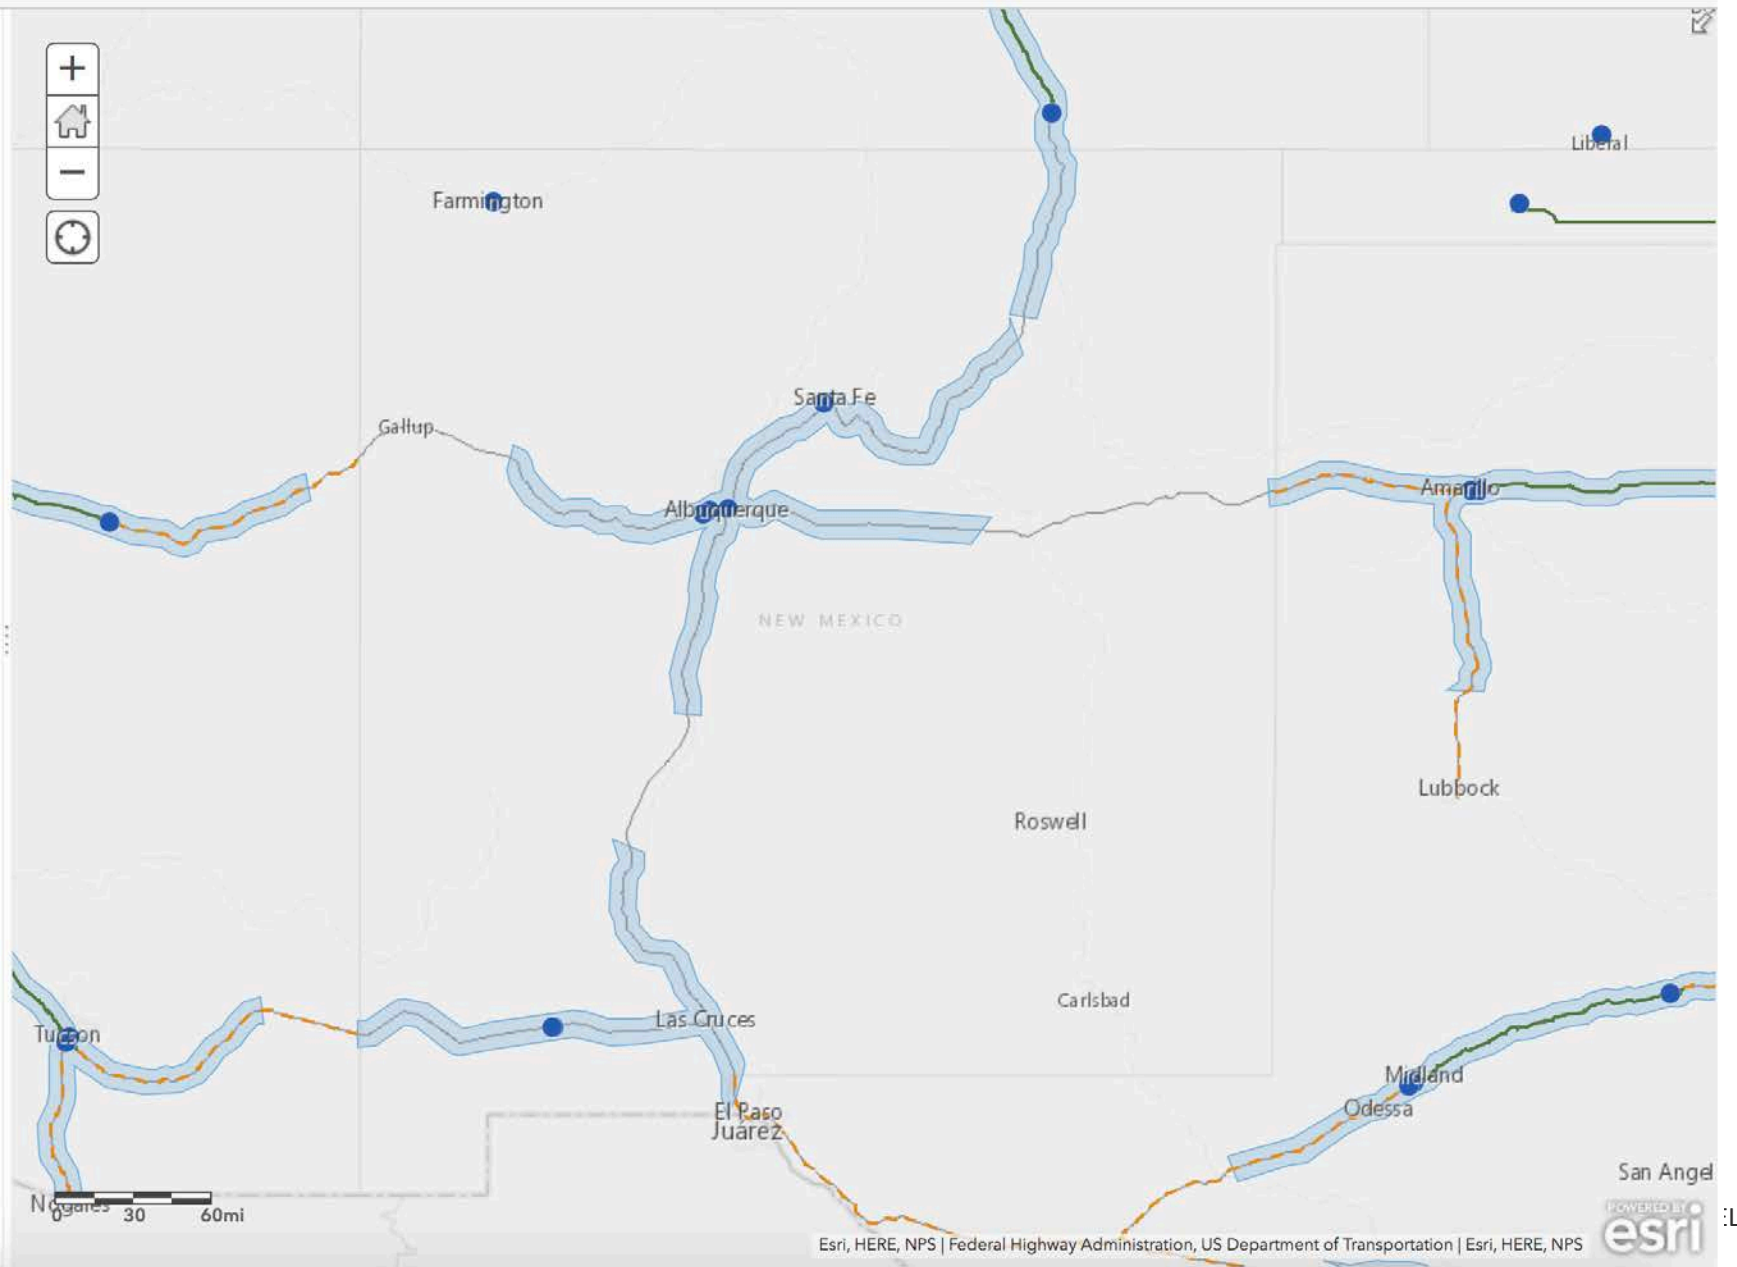 +
Liberal
Farmington
−
Santa Fe
Gallup
Amarillo
Albuquerque
NEW MEXICO
Lubbock
Roswell
Carlsbad
Las Cruces
Tucson
Midland
El Paso
Odessa
Juárez
San Angel
Nogales
0 30 60mi
POWERED BY
esri
Esri, HERE, NPS | Federal Highway Administration, US Department of Transportation | Esri, HERE, NPS